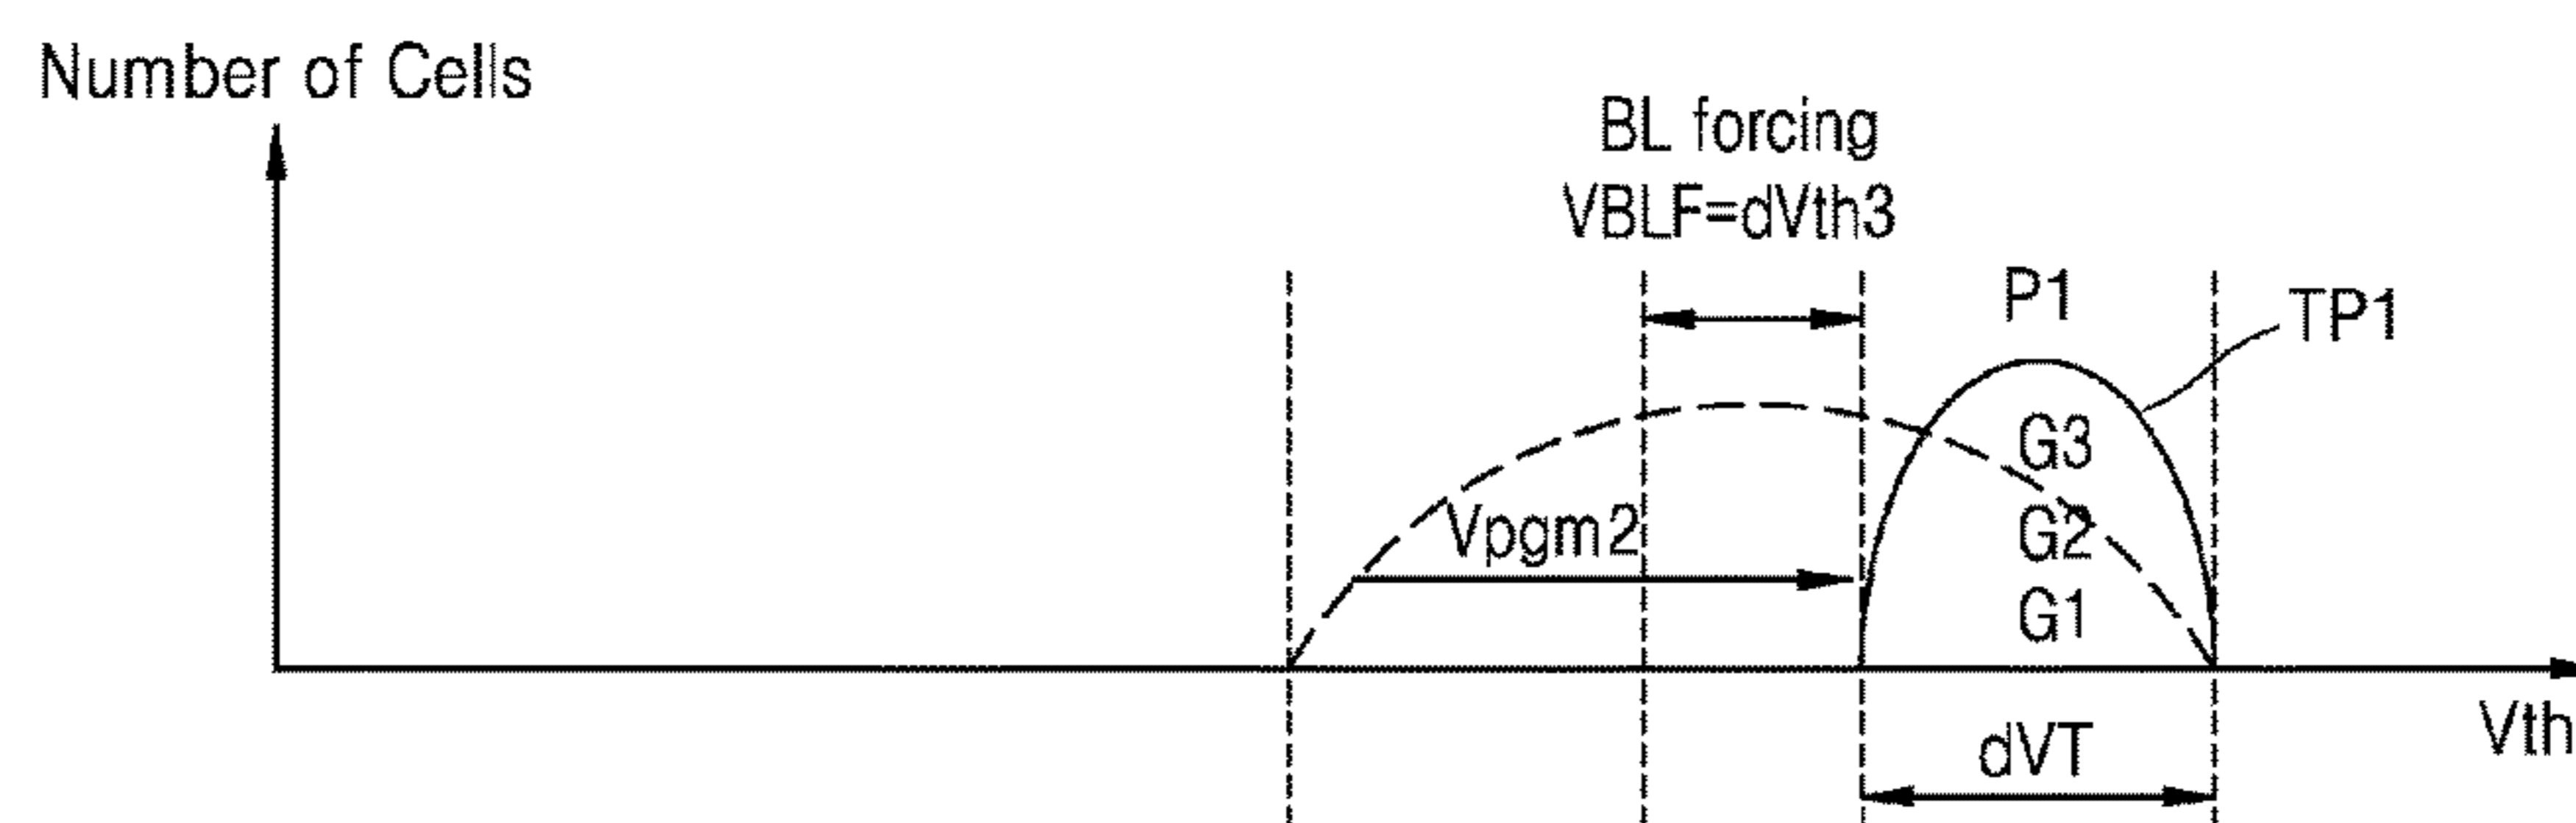 Number of Cells
BL forcing
VBLF=dVth3
P1
TP1
G3
Vpgm2
G2
G1
Vth
dVT